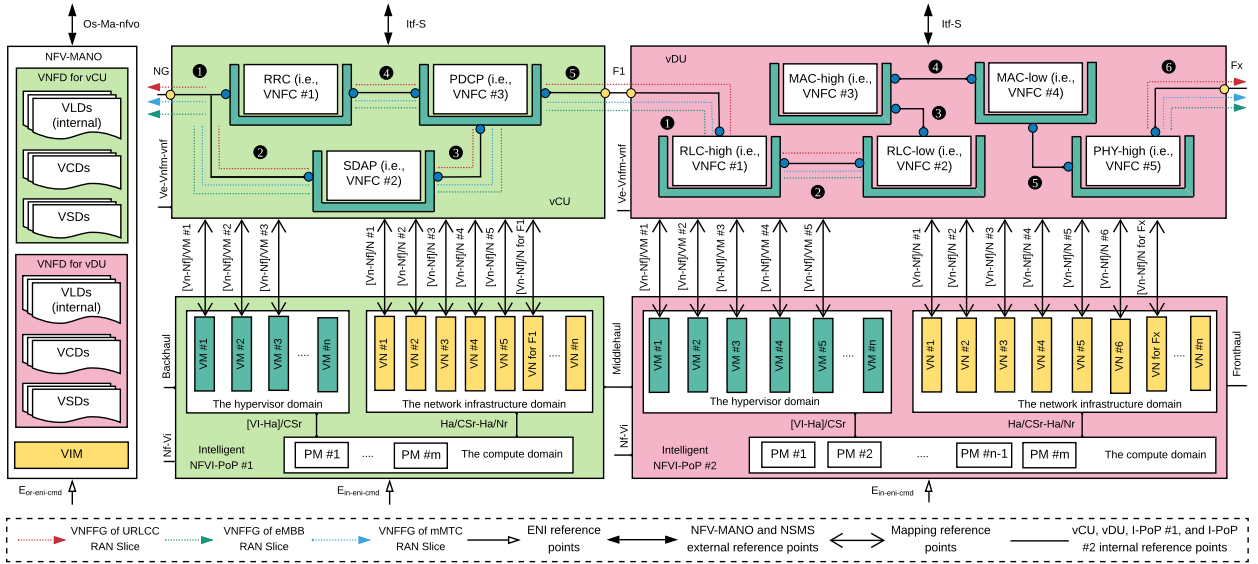 Os-Ma-nfvo
Itf-S
Itf-S
NFV-MANO
VNFD for vCU
VLDs
(internal)
VCDs
VSDs
VNFD for vDU
VLDs
(internal)
VCDs
VSDs
VIM
Eor-eni-cmd
NG
1
RRC (i.e.,
VNFC #1)
4
PDCP (i.e.,
VNFC #3)
5
2
SDAP (i.e.,
VNFC #2)
3
vCU
Ve-Vnfm-vnf
F1
vDU
MAC-high (i.e.,
VNFC #3)
4
MAC-low (i.e.,
VNFC #4)
6
Fx
3
1
RLC-high (i.e.,
VNFC #1)
2
RLC-low (i.e.,
VNFC #2)
5
PHY-high (i.e.,
VNFC #5)
Ve-Vnfm-vnf
[Vn-Nf]/VM #1
[Vn-Nf]/VM #2
[Vn-Nf]/VM #3
[Vn-Nf]/N #1
[Vn-Nf]/N #2
[Vn-Nf]/N #3
[Vn-Nf]/N #4
[Vn-Nf]/N #5
[Vn-Nf]/N for F1
[Vn-Nf]/VM #1
[Vn-Nf]/VM #2
[Vn-Nf]/VM #3
[Vn-Nf]/VM #4
[Vn-Nf]/VM #5
[Vn-Nf]/N #1
[Vn-Nf]/N #2
[Vn-Nf]/N #3
[Vn-Nf]/N #4
[Vn-Nf]/N #5
[Vn-Nf]/N #6
[Vn-Nf]/N for Fx
Backhaul
VM #1
VM #2
VM #3
....
VM #n
The hypervisor domain
VN #1
VN #2
VN #3
VN #4
VN #5
VN for F1
....
VN #n
The network infrastructure domain
Middlehaul
[VI-Ha]/CSr
Ha/CSr-Ha/Nr
Nf-Vi
Intelligent
NFVI-PoP #1
PM #1
....
PM #m
The compute domain
Ein-eni-cmd
VM #1
VM #2
VM #3
VM #4
VM #5
....
VM #n
The hypervisor domain
VN #1
VN #2
VN #3
VN #4
VN #5
VN #6
VN for Fx
....
VN #n
The network infrastructure domain
Fronthaul
[VI-Ha]/CSr
Ha/CSr-Ha/Nr
Nf-Vi
Intelligent
NFVI-PoP #2
PM #1
PM #2
....
PM #n-1
PM #m
The compute domain
Ein-eni-cmd
VNFFG of URLCC
RAN Slice
VNFFG of eMBB
RAN Slice
VNFFG of mMTC
RAN Slice
ENI reference
points
NFV-MANO and NSMS
external reference points
Mapping reference
points
vCU, vDU, I-PoP #1, and I-PoP
#2 internal reference points